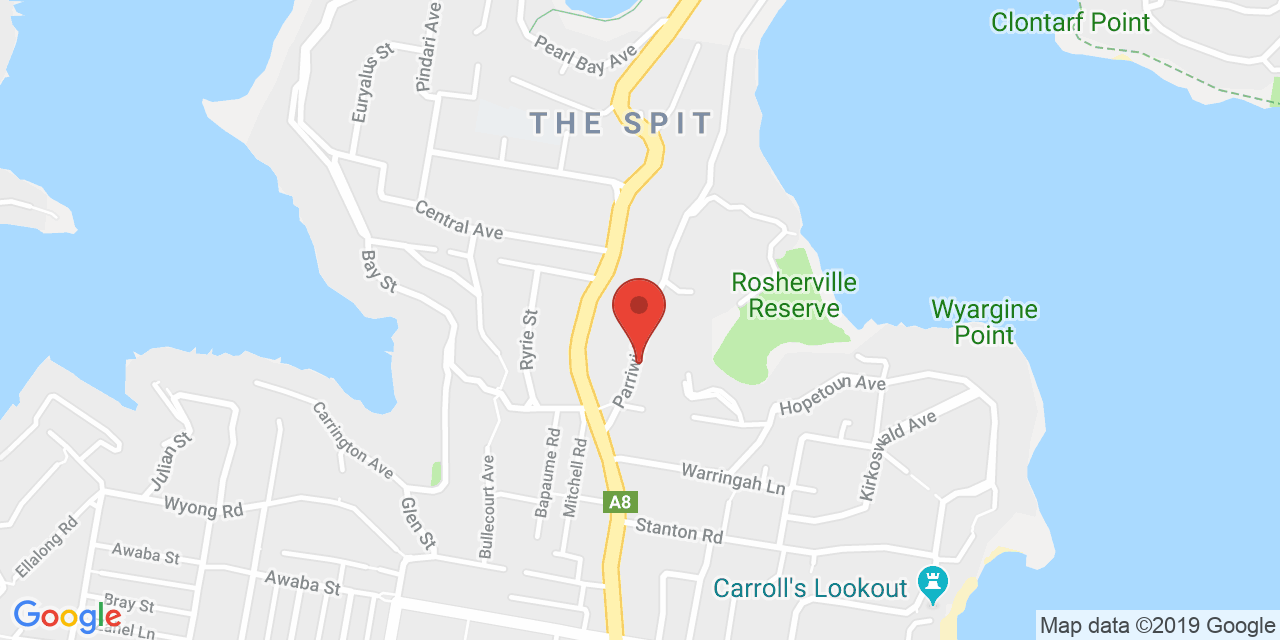 Clontarf Point
Pindari Ave
Pearl Bay Ave
Euryalus St
THE SPIT
Central Ave
Bay St
Rosherville
Reserve
Wyargine
Point
Ryrie St
Parriwi
Hopetoun Ave
Carrington Ave
Kirkoswald Ave
Julian St
Bapaume Rd
Mitchell Rd
Bullecourt Ave
Warringah Ln
Wyong Rd
A8
Glen St
Stanton Rd
Ellalong Rd
Awaba St
Awaba St
Carroll's Lookout
Bray St
Ln
Google
Map data ©2019 Google